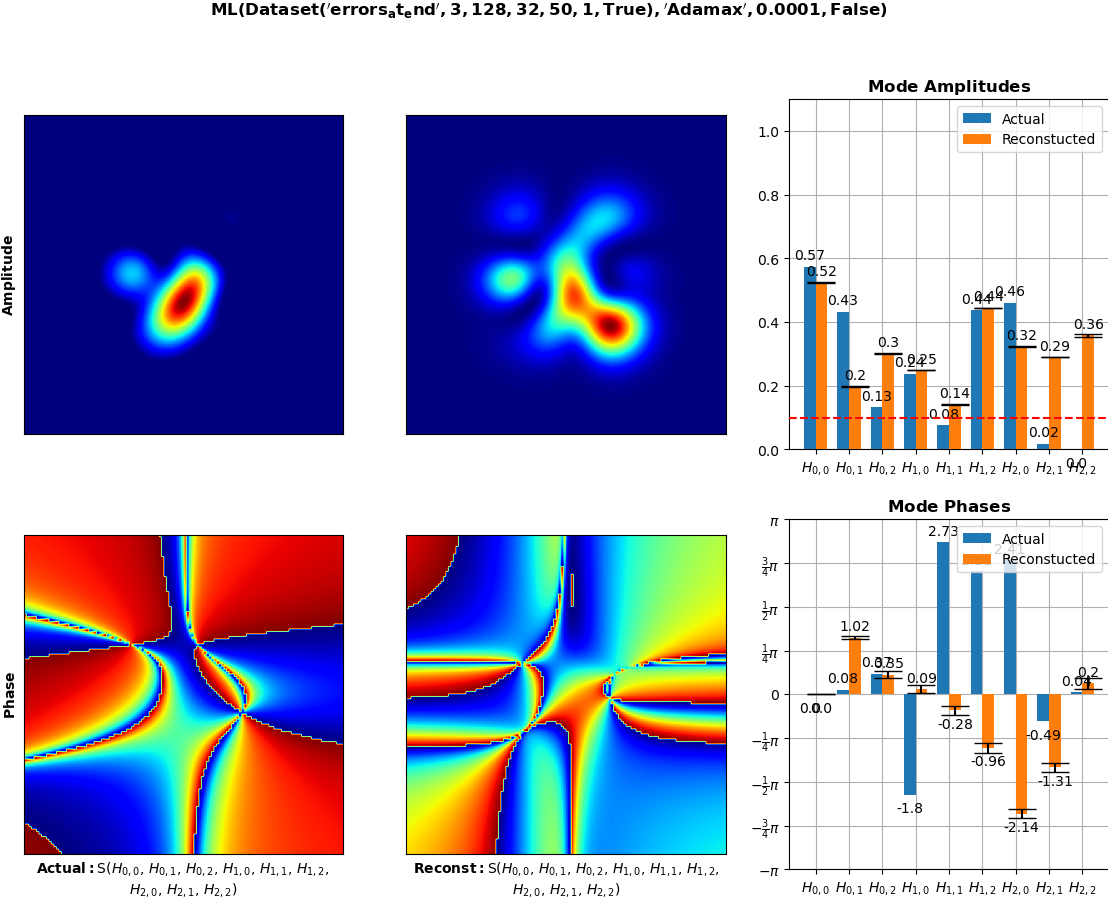 ML(Dataset('errors_at_end', 3, 128, 32, 50, 1, True), 'Adamax', 0.0001, False)
Amplitude
Mode Amplitudes
Actual
Reconstucted
1.0
0.8
0.6
0.4
0.2
0.0
0.57
0.52
0.43
0.2
0.13
0.3
0.24
0.25
0.08
0.14
0.44
0.44
0.46
0.32
0.02
0.29
0.0
0.36
H0,0 H0,1 H0,2 H1,0 H1,1 H1,2 H2,0 H2,1 H2,2
Phase
Mode Phases
Actual
Reconstucted
π
3/4π
1/2π
1/4π
0
−1/4π
−1/2π
−3/4π
−π
0.0
0.0
0.08
1.02
0.37
0.35
-1.8
0.09
2.73
-0.28
-0.96
2.41
-2.14
-0.49
-1.31
0.04
0.2
H0,0 H0,1 H0,2 H1,0 H1,1 H1,2 H2,0 H2,1 H2,2
Actual: S(H0,0, H0,1, H0,2, H1,0, H1,1, H1,2,
H2,0, H2,1, H2,2)
Reconst: S(H0,0, H0,1, H0,2, H1,0, H1,1, H1,2,
H2,0, H2,1, H2,2)